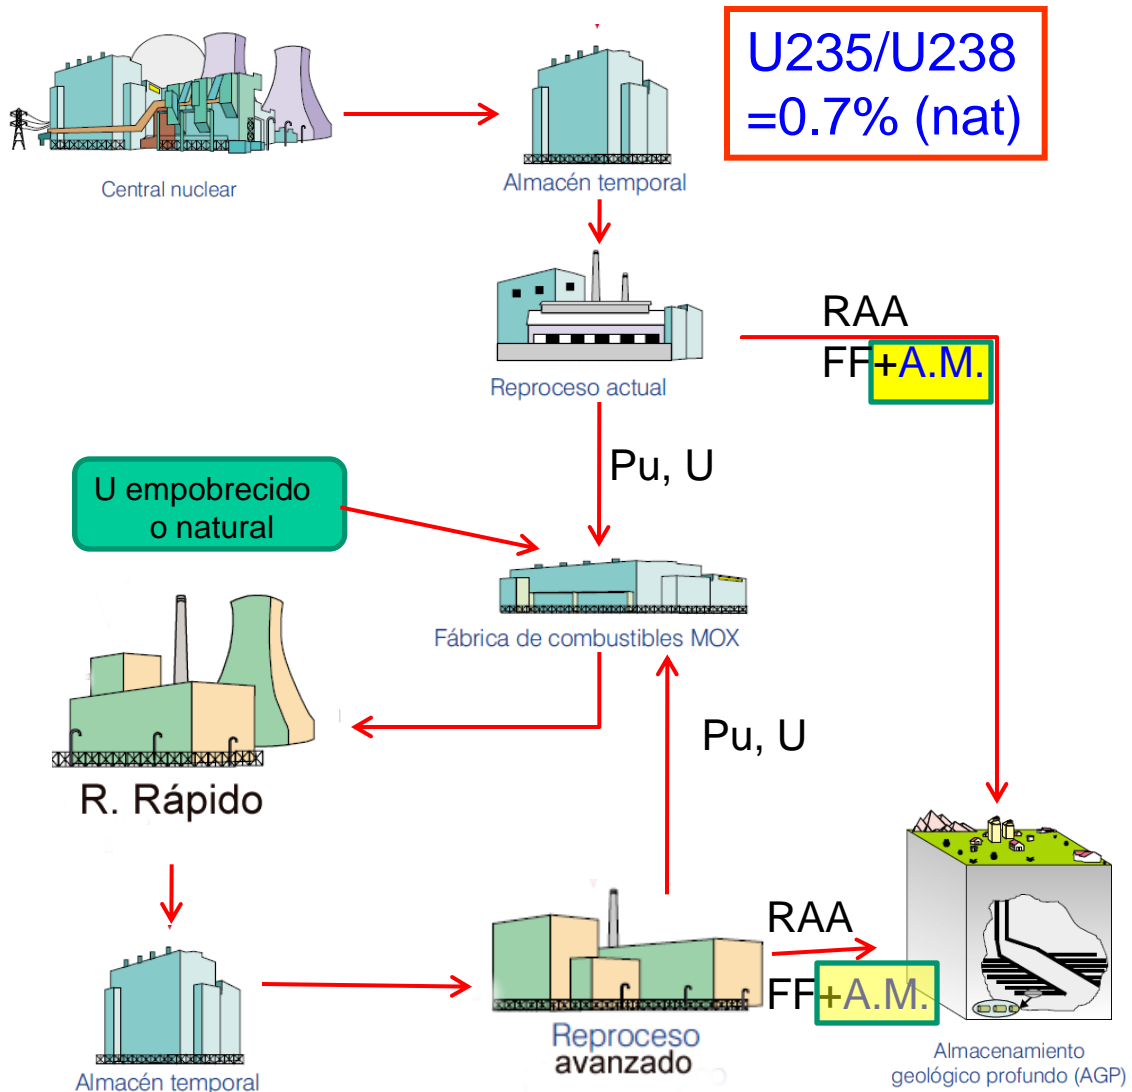 U235/U238
=0.7% (nat)
Central nuclear
Almacén temporal
RAA
FF+A.M.
Reproceso actual
Pu, U
U empobrecido
o natural
Fábrica de combustibles MOX
Pu, U
R. Rápido
RAA
FF+A.M.
Reproceso
avanzado
Almacén temporal
Almacenamiento
geológico profundo (AGP)